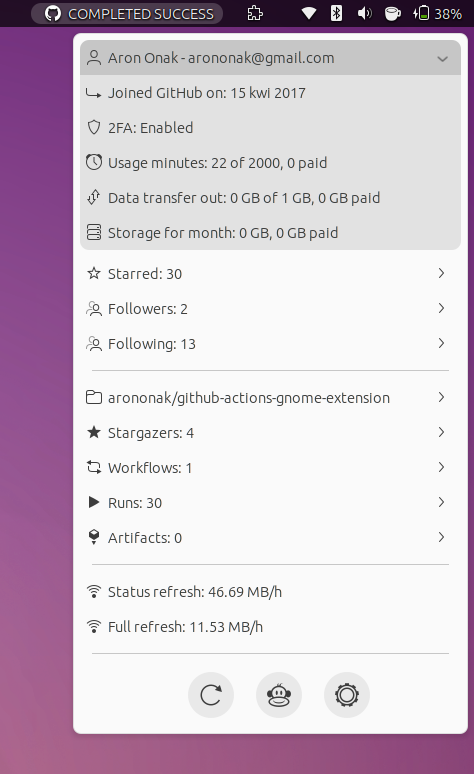 COMPLETED SUCCESS
38%
Aron Onak - arononak@gmail.com
Joined GitHub on: 15 kwi 2017
2FA: Enabled
Usage minutes: 22 of 2000, 0 paid
Data transfer out: 0 GB of 1 GB, 0 GB paid
Storage for month: 0 GB, 0 GB paid
Starred: 30
Followers: 2
Following: 13
arononak/github-actions-gnome-extension
Stargazers: 4
Workflows: 1
Runs: 30
Artifacts: 0
Status refresh: 46.69 MB/h
Full refresh: 11.53 MB/h